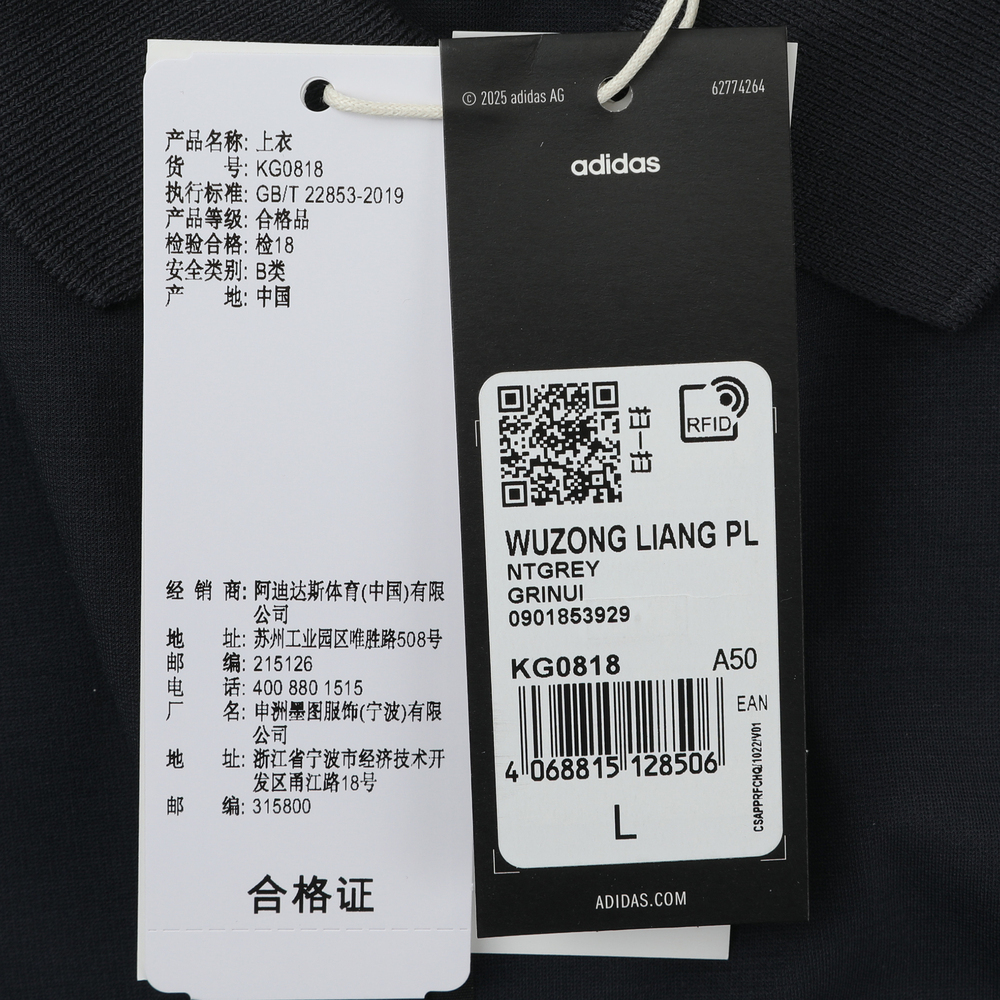 产品名称: 上衣
货 号: KG0818
执行标准: GB/T 22853-2019
产品等级: 合格品
检验合格: 检18
安全类别: B类
产 地: 中国
经 销 商: 阿迪达斯体育(中国)有限
公司
地 址: 苏州工业园区唯胜路508号
邮 编: 215126
电 话: 400 880 1515
厂 名: 申洲墨图服饰(宁波)有限
公司
地 址: 浙江省宁波市经济技术开
发区甬江路18号
邮 编: 315800
合格证
© 2025 adidas AG
62774264
adidas
扫一扫
RFID
WUZONG LIANG PL
NTGREY
GRINUI
0901853929
KG0818 A50
EAN
4 068815 128506
CSAPPRFCHQ/1022/V01
L
ADIDAS.COM